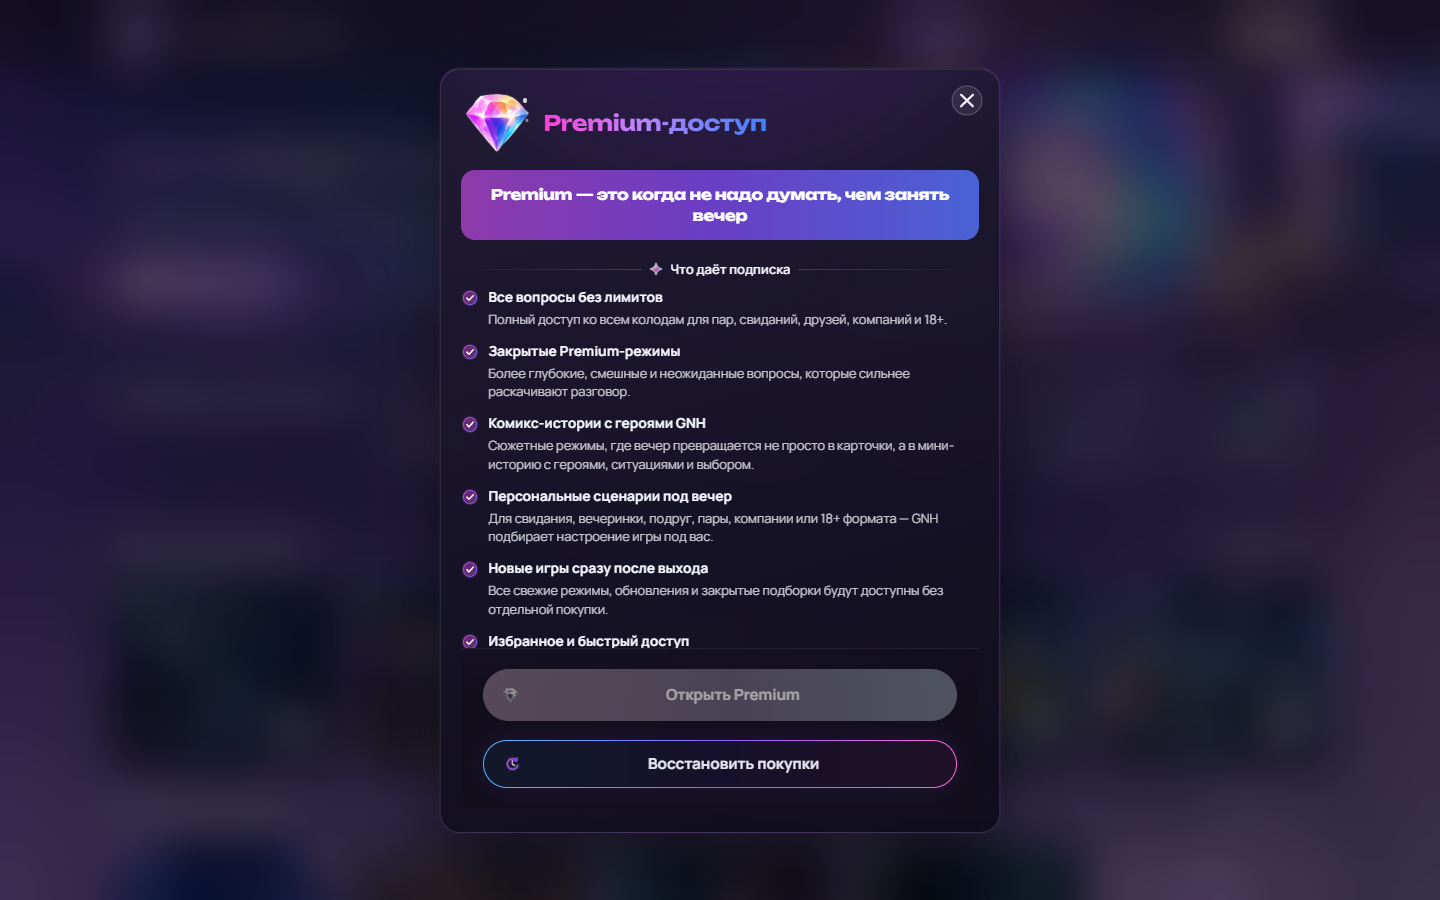 Premium-доступ
Premium — это когда не надо думать, чем занять
вечер
Что даёт подписка
Все вопросы без лимитов
Полный доступ ко всем колодам для пар, свиданий, друзей, компаний и 18+.
Закрытые Premium-режимы
Более глубокие, смешные и неожиданные вопросы, которые сильнее
раскачивают разговор.
Комикс-истории с героями GNH
Сюжетные режимы, где вечер превращается не просто в карточки, а в мини-
историю с героями, ситуациями и выбором.
Персональные сценарии под вечер
Для свидания, вечеринки, подруг, пары, компании или 18+ формата — GNH
подбирает настроение игры под вас.
Новые игры сразу после выхода
Все свежие режимы, обновления и закрытые подборки будут доступны без
отдельной покупки.
Избранное и быстрый доступ
Открыть Premium
Восстановить покупки